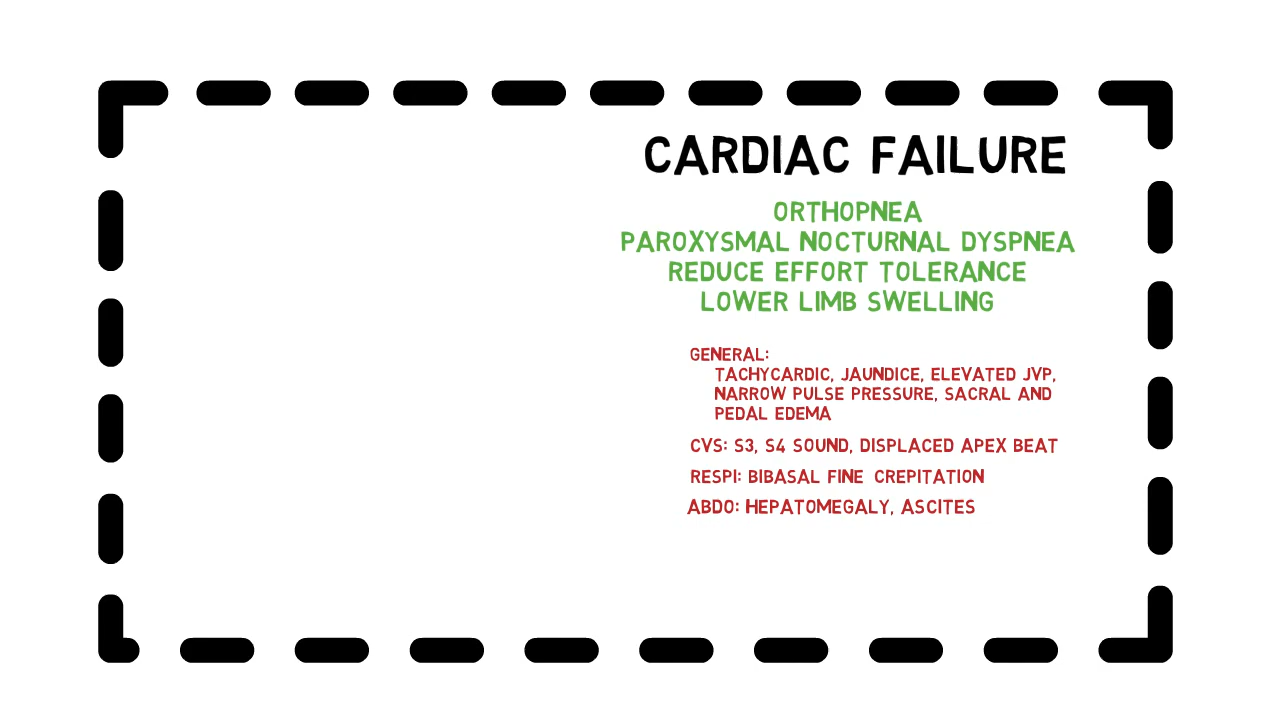 CARDIAC FAILURE
ORTHOPNEA
PAROXYSMAL NOCTURNAL DYSPNEA
REDUCE EFFORT TOLERANCE
LOWER LIMB SWELLING
GENERAL:
TACHYCARDIC, JAUNDICE, ELEVATED JVP,
NARROW PULSE PRESSURE, SACRAL AND
PEDAL EDEMA
CVS: S3, S4 SOUND, DISPLACED APEX BEAT
RESPI: BIBASAL FINE CREPITATION
ABDO: HEPATOMEGALY, ASCITES